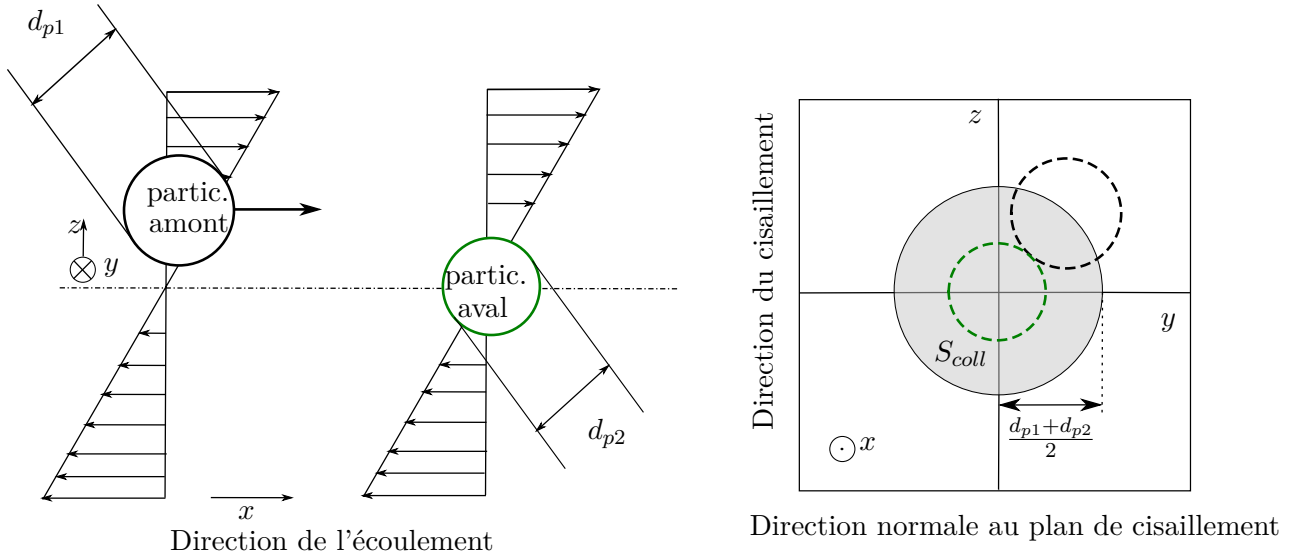 d_{p1}
partic.
amont
z
y
partic.
aval
d_{p2}
x
Direction de l'écoulement
Direction du cisaillement
z
y
S_{coll}
\frac{d_{p1}+d_{p2}}{2}
x
Direction normale au plan de cisaillement